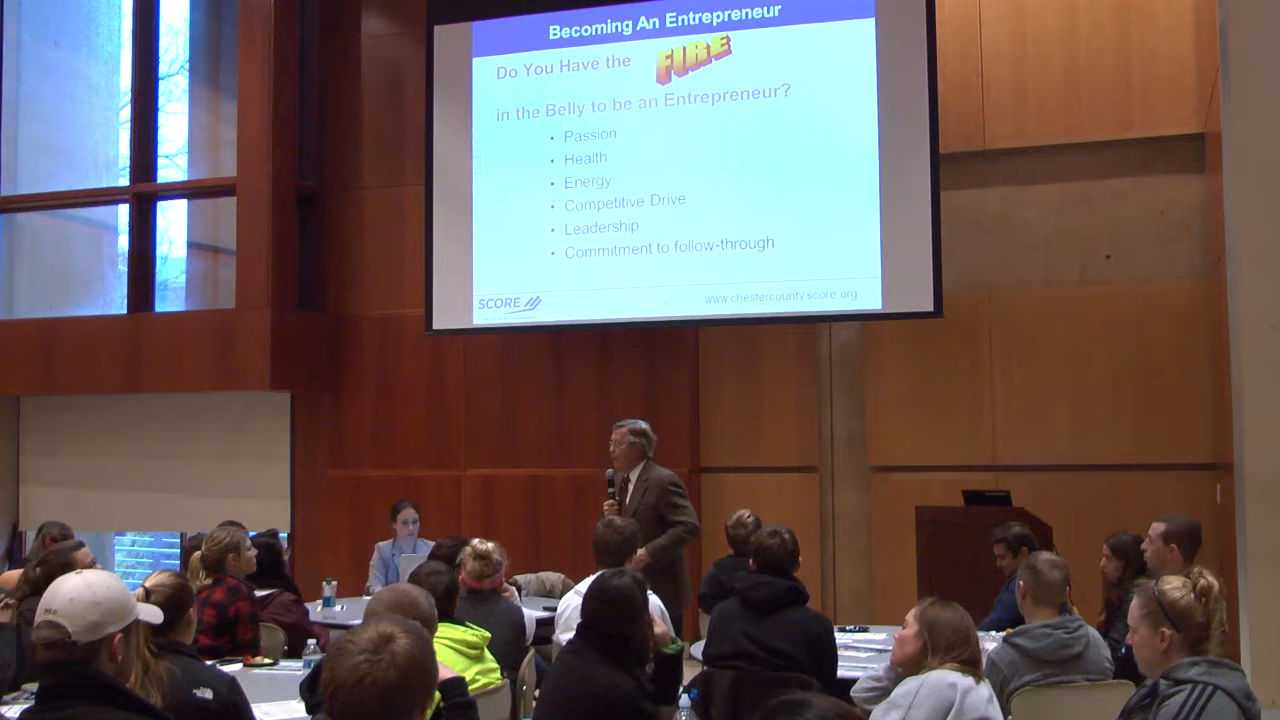 Becoming An Entrepreneur
Do You Have the FIRE
in the Belly to be an Entrepreneur?
• Passion
• Health
• Energy
• Competitive Drive
• Leadership
• Commitment to follow-through
SCORE
www.chestercounty.score.org